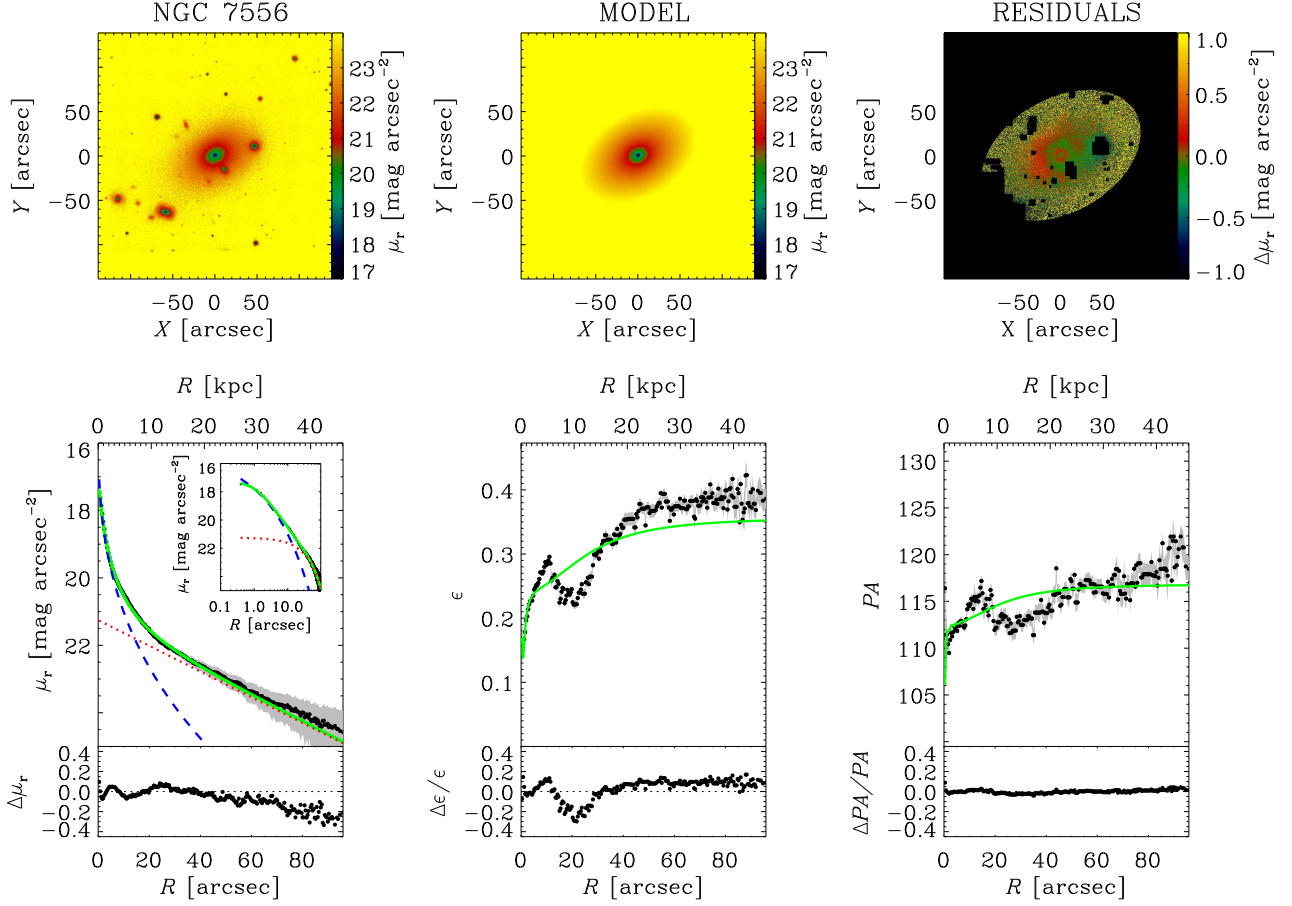 NGC 7556 MODEL RESIDUALS
50 0 −50
Y [arcsec]
−50 0 50
X [arcsec]
23 22 21 20 19 18 17
μr [mag arcsec−2]
50 0 −50
Y [arcsec]
−50 0 50
X [arcsec]
23 22 21 20 19 18 17
μr [mag arcsec−2]
50 0 −50
Y [arcsec]
−50 0 50
X [arcsec]
1.0 0.5 0.0 −0.5 −1.0
Δμr [mag arcsec−2]
R [kpc] R [kpc] R [kpc]
0 10 20 30 40 0 10 20 30 40 0 10 20 30 40
16 18 20 22
μr [mag arcsec−2]
16 18 20 22
μr [mag arcsec−2]
0.1 1.0 10.0
R [arcsec]
0.4 0.2 0.0 −0.2 −0.4
Δμr
0 20 40 60 80
R [arcsec]
0.4 0.3 0.2 0.1
ϵ
0.4 0.2 0.0 −0.2 −0.4
Δϵ/ϵ
0 20 40 60 80
R [arcsec]
130 125 120 115 110 105 100
PA
0.4 0.2 0.0 −0.2 −0.4
ΔPA/PA
0 20 40 60 80
R [arcsec]